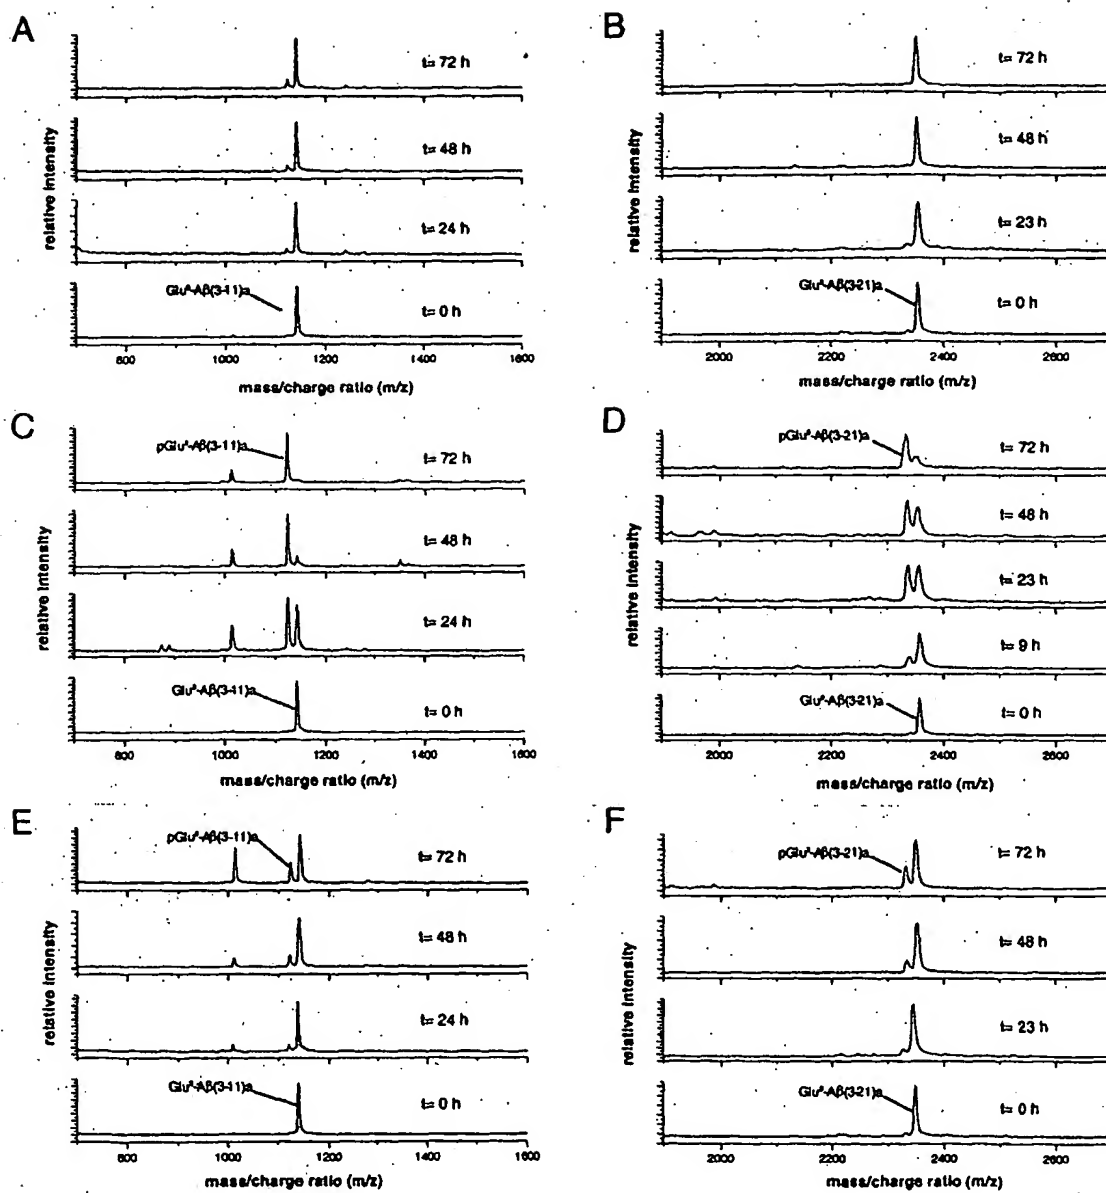 A
t= 72 h
t= 48 h
t= 24 h
Glu³-Aβ(3-11)a
t= 0 h
relative intensity
relative intensity
800 1000 1200 1400 1600
mass/charge ratio (m/z)
B
t= 72 h
t= 48 h
t= 23 h
Glu³-Aβ(3-21)a
t= 0 h
relative intensity
relative intensity
2000 2200 2400 2600
mass/charge ratio (m/z)
C
pGlu³-Aβ(3-11)a
t= 72 h
t= 48 h
t= 24 h
Glu³-Aβ(3-11)a
t= 0 h
relative intensity
800 1000 1200 1400 1600
mass/charge ratio (m/z)
D
pGlu³-Aβ(3-21)a
t= 72 h
t= 48 h
t= 23 h
t= 9 h
Glu³-Aβ(3-21)a
t= 0 h
relative intensity
2000 2200 2400 2600
mass/charge ratio (m/z)
E
pGlu³-Aβ(3-11)a
t= 72 h
t= 48 h
t= 24 h
Glu³-Aβ(3-11)a
t= 0 h
relative intensity
800 1000 1200 1400 1600
mass/charge ratio (m/z)
F
pGlu³-Aβ(3-21)a
t= 72 h
t= 48 h
t= 23 h
Glu³-Aβ(3-21)a
t= 0 h
relative intensity
2000 2200 2400 2600
mass/charge ratio (m/z)